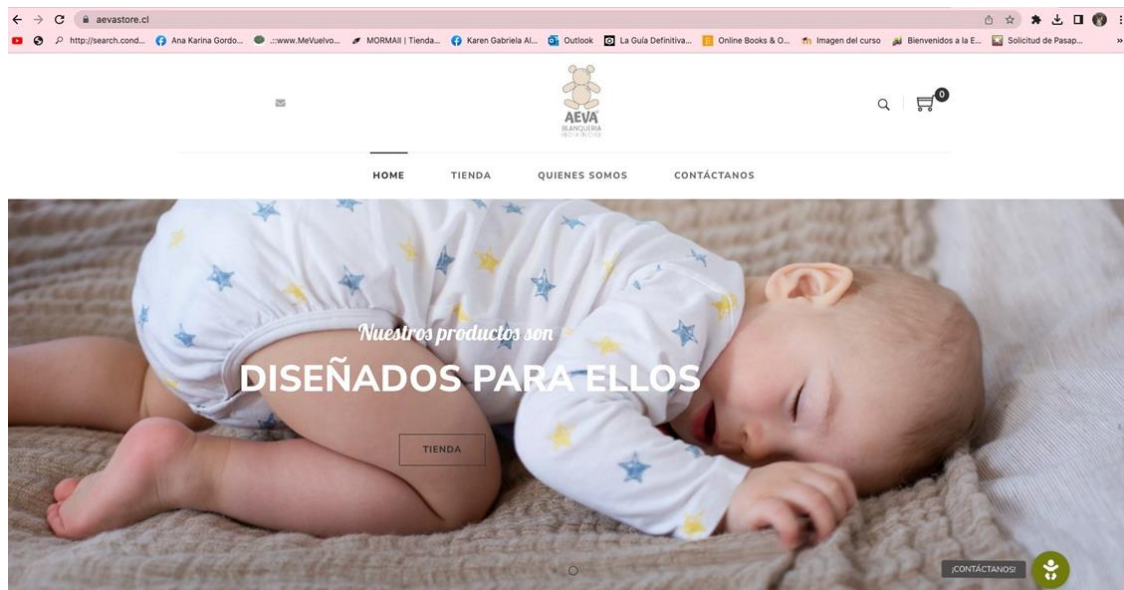 aevastore.cl
http://search.cond... Ana Karina Gordo... .::www.MeVuelvo... MORMAII | Tienda... Karen Gabriela Al... Outlook La Guía Definitiva... Online Books & O... Imagen del curso Bienvenidos a la E... Solicitud de Pasap... »
0
AEVA
BLANQUERIA
HOME TIENDA QUIENES SOMOS CONTÁCTANOS
Nuestros productos son
DISEÑADOS PARA ELLOS
TIENDA
¡CONTÁCTANOS!